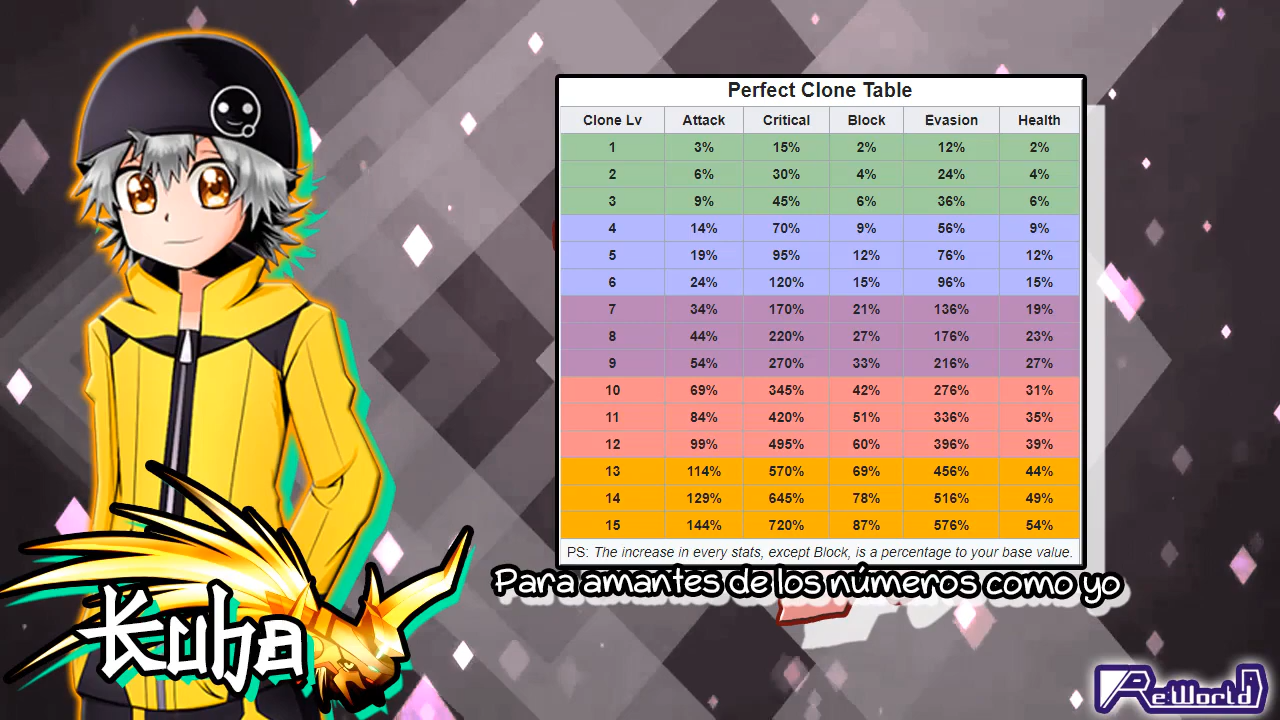 Perfect Clone Table
Clone Lv Attack Critical Block Evasion Health
1 3% 15% 2% 12% 2%
2 6% 30% 4% 24% 4%
3 9% 45% 6% 36% 6%
4 14% 70% 9% 56% 9%
5 19% 95% 12% 76% 12%
6 24% 120% 15% 96% 15%
7 34% 170% 21% 136% 19%
8 44% 220% 27% 176% 23%
9 54% 270% 33% 216% 27%
10 69% 345% 42% 276% 31%
11 84% 420% 51% 336% 35%
12 99% 495% 60% 396% 39%
13 114% 570% 69% 456% 44%
14 129% 645% 78% 516% 49%
15 144% 720% 87% 576% 54%
PS: The increase in every stats, except Block, is a percentage to your base value.
Para amantes de los números como yo
Kuha
Re:World